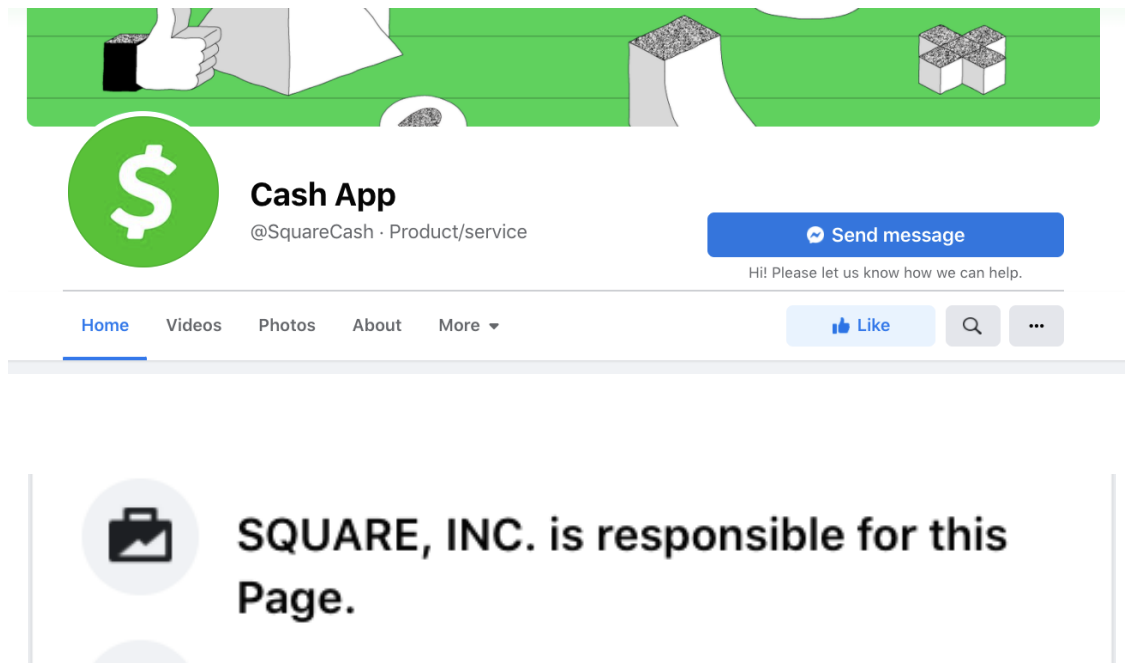 $
Cash App
@SquareCash · Product/service
Send message
Hi! Please let us know how we can help.
Home Videos Photos About More
Like
SQUARE, INC. is responsible for this
Page.